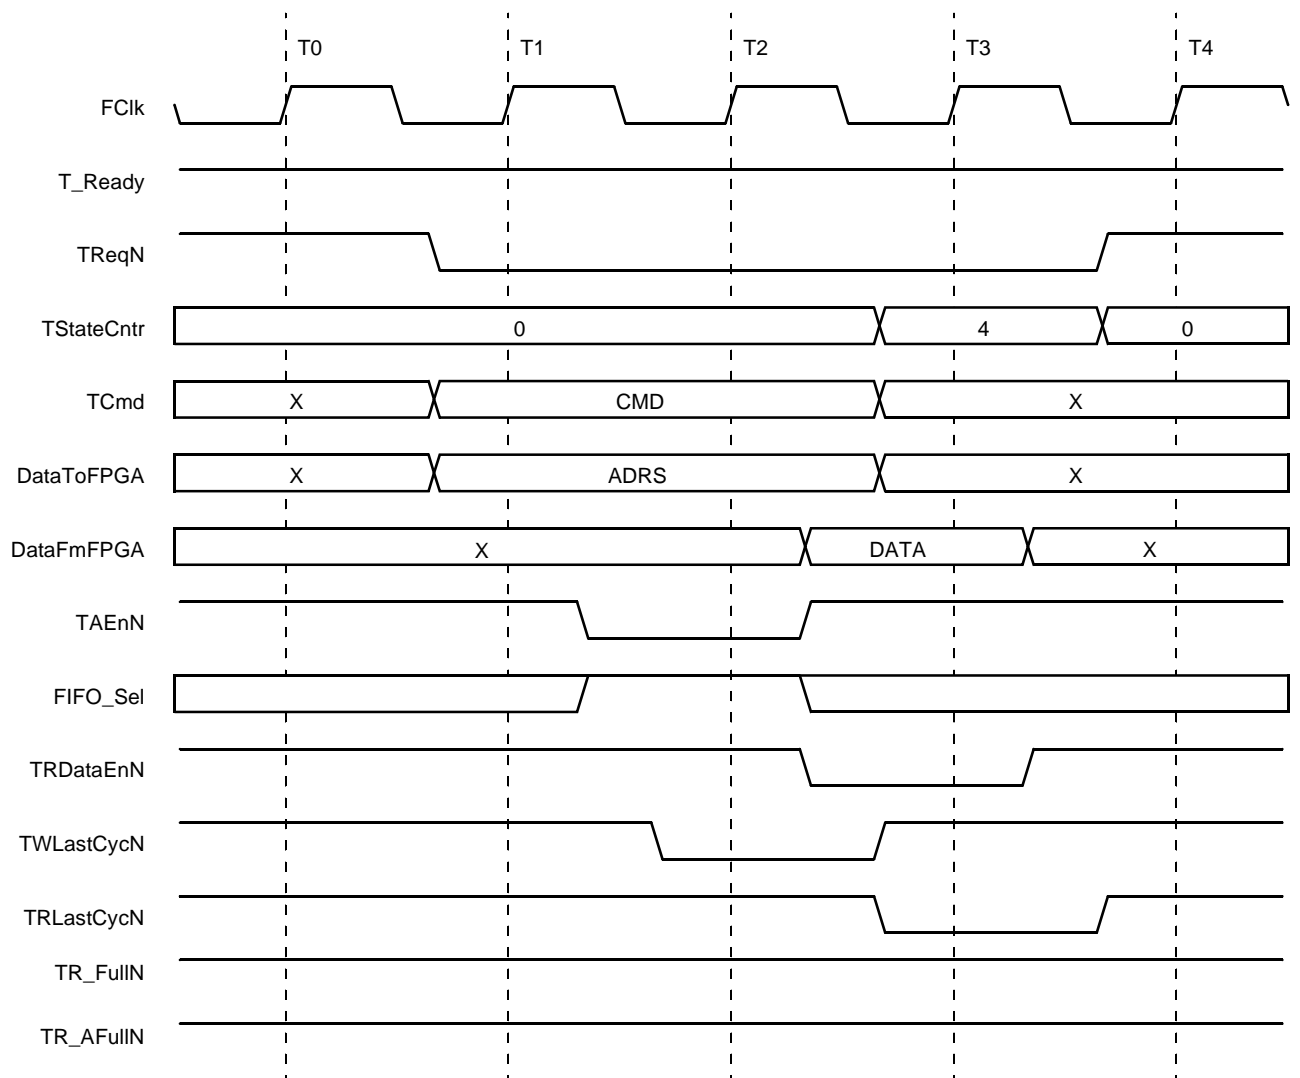 T0 T1 T2 T3 T4
FClk
T_Ready
TReqN
TStateCntr 0 4 0
TCmd X CMD X
DataToFPGA X ADRS X
DataFmFPGA X DATA X
TAEnN
FIFO_Sel
TRDataEnN
TWLastCycN
TRLastCycN
TR_FullN
TR_AFullN